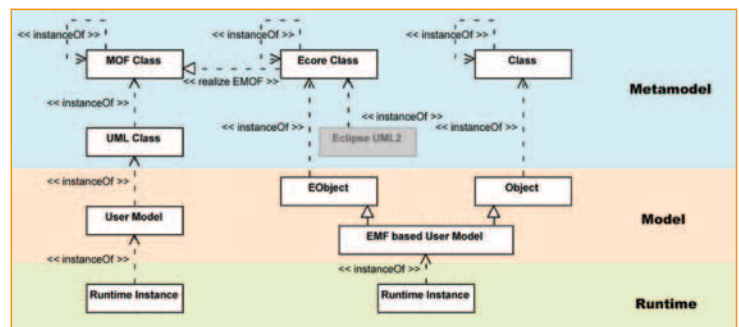 << instanceOf >> << instanceOf >> << instanceOf >>
MOF Class Ecore Class Class
<< realize EMOF >>
Metamodel
<< instanceOf >> << instanceOf >>
<< instanceOf >> << instanceOf >>
UML Class Eclipse UML2
<< instanceOf >> EObject Object
User Model Model
EMF based User Model
<< instanceOf >> << instanceOf >>
Runtime Instance Runtime Instance
Runtime